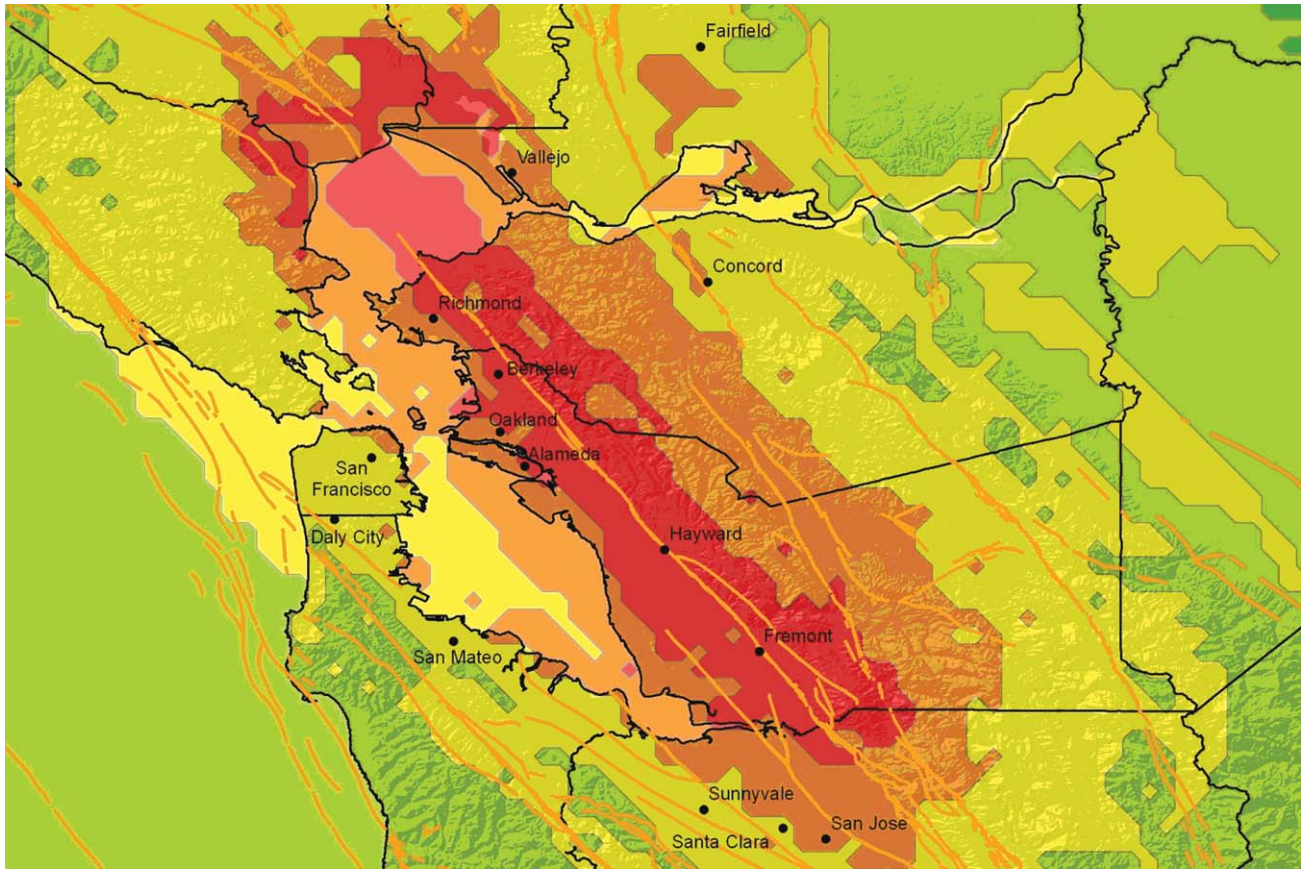 Fairfield
Vallejo
Concord
Richmond
Berkeley
Oakland
Alameda
San
Francisco
Daly City
Hayward
Fremont
San Mateo
Sunnyvale
Santa Clara
San Jose